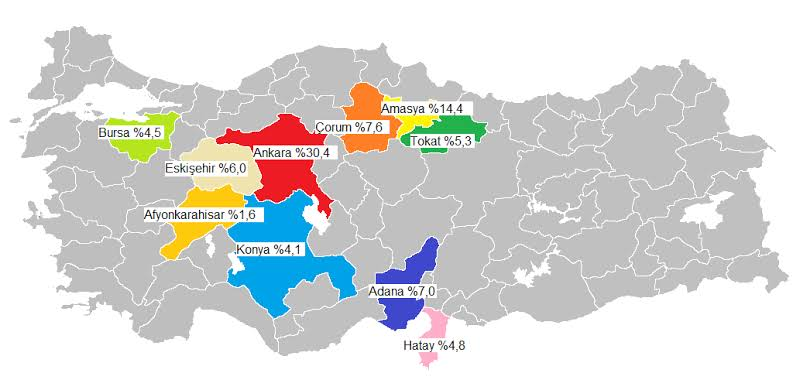 Amasya %14,4
Çorum %7,6
Bursa %4,5
Tokat %5,3
Ankara %30,4
Eskişehir %6,0
Afyonkarahisar %1,6
Konya %4,1
Adana %7,0
Hatay %4,8